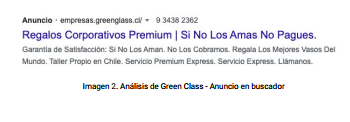 Anuncio · empresas.greenglass.cl/ 9 3438 2362
Regalos Corporativos Premium | Si No Los Amas No Pagues.
Garantía de Satisfacción: Si No Los Aman. No Los Cobramos. Regala Los Mejores Vasos Del
Mundo. Taller Propio en Chile. Servicio Premium Express. Servicio Express. Llámanos.
Imagen 2. Análisis de Green Class - Anuncio en buscador